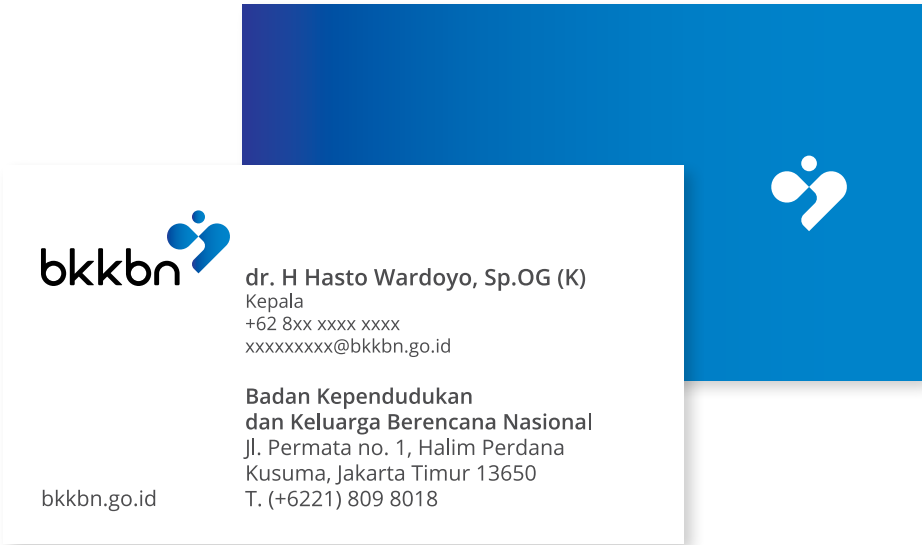 bkkbn
dr. H Hasto Wardoyo, Sp.OG (K)
Kepala
+62 8xx xxxx xxxx
xxxxxxxxx@bkkbn.go.id
Badan Kependudukan
dan Keluarga Berencana Nasional
Jl. Permata no. 1, Halim Perdana
Kusuma, Jakarta Timur 13650
T. (+6221) 809 8018
bkkbn.go.id